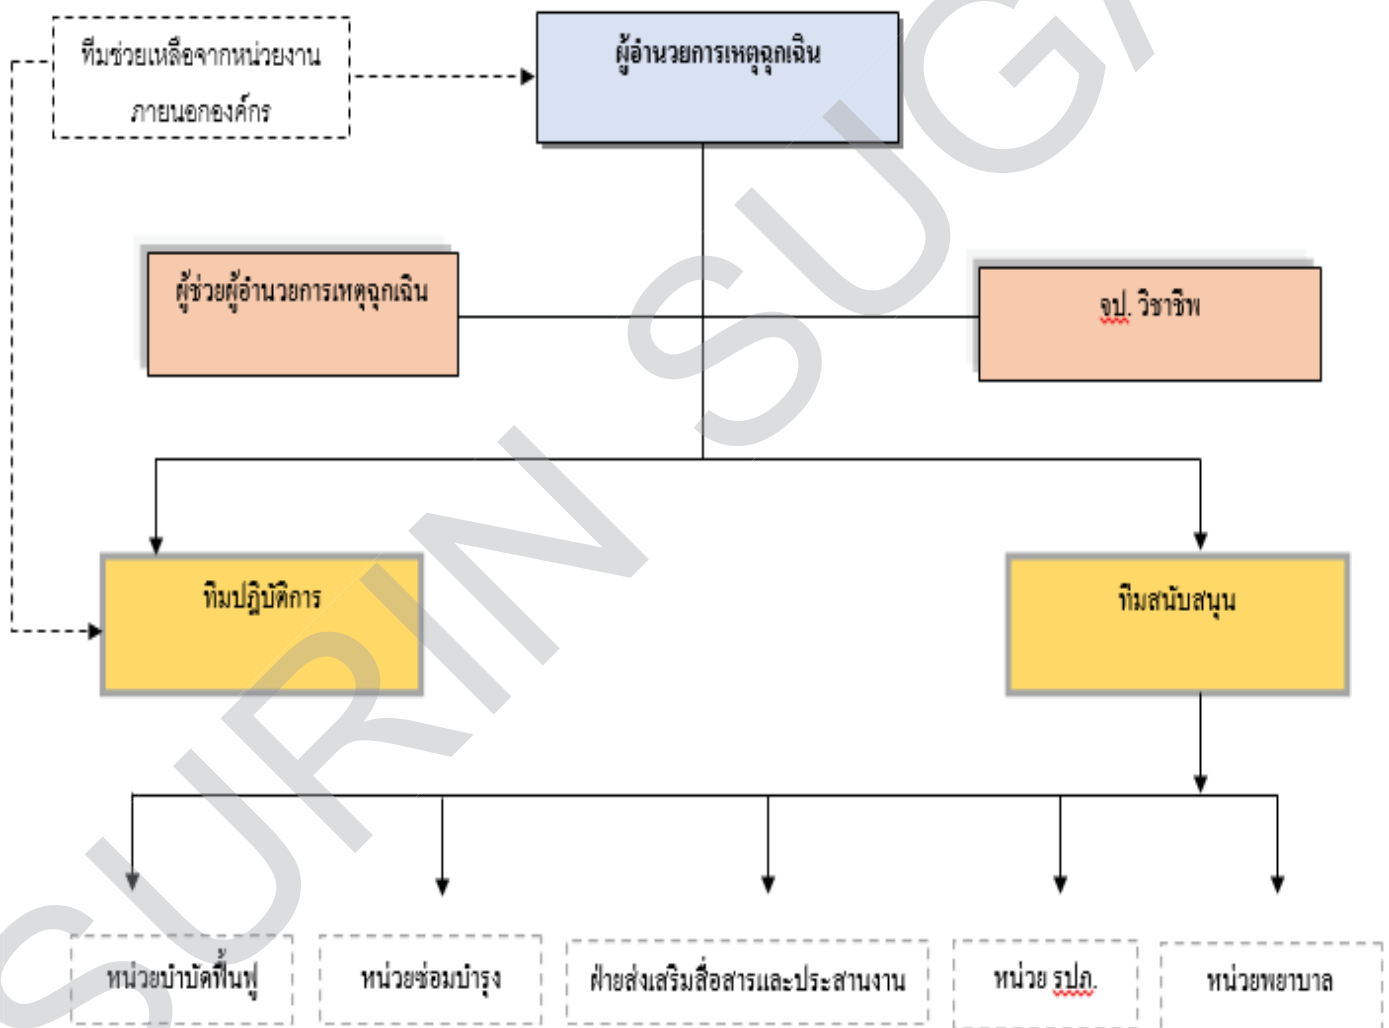 ทีมช่วยเหลือจากหน่วยงาน
ภายนอกองค์กร
ผู้อำนวยการเหตุฉุกเฉิน
ผู้ช่วยผู้อำนวยการเหตุฉุกเฉิน
จป. วิชาชีพ
ทีมปฏิบัติการ
ทีมสนับสนุน
หน่วยบำบัดฟื้นฟู
หน่วยซ่อมบำรุง
ฝ่ายส่งเสริมสื่อสารและประสานงาน
หน่วย รปภ.
หน่วยพยาบาล
SURIN SUGA